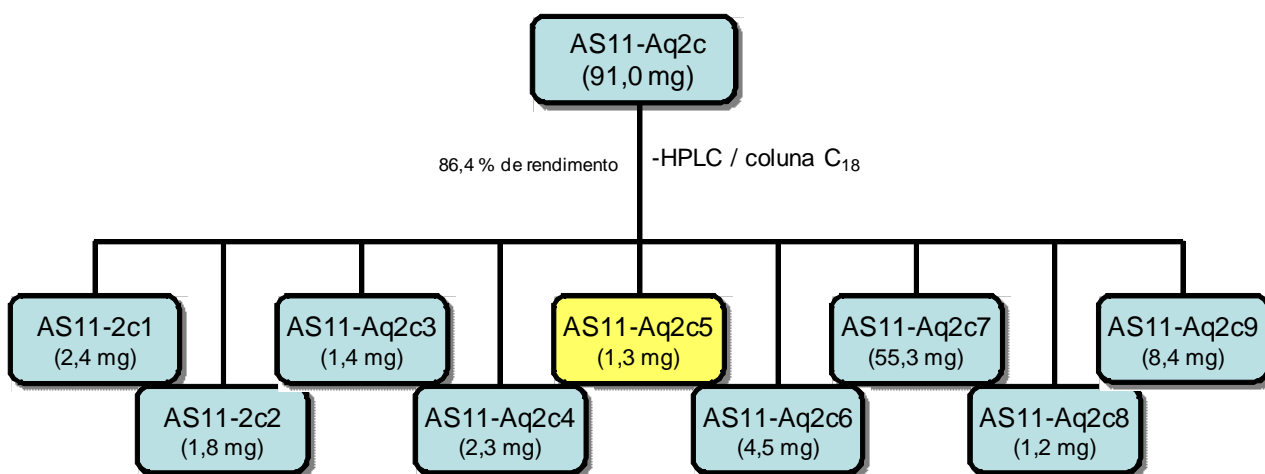 AS11-Aq2c
(91,0 mg)
86,4 % de rendimento
-HPLC / coluna C₁₈
AS11-2c1
(2,4 mg)
AS11-Aq2c3
(1,4 mg)
AS11-Aq2c5
(1,3 mg)
AS11-Aq2c7
(55,3 mg)
AS11-Aq2c9
(8,4 mg)
AS11-2c2
(1,8 mg)
AS11-Aq2c4
(2,3 mg)
AS11-Aq2c6
(4,5 mg)
AS11-Aq2c8
(1,2 mg)